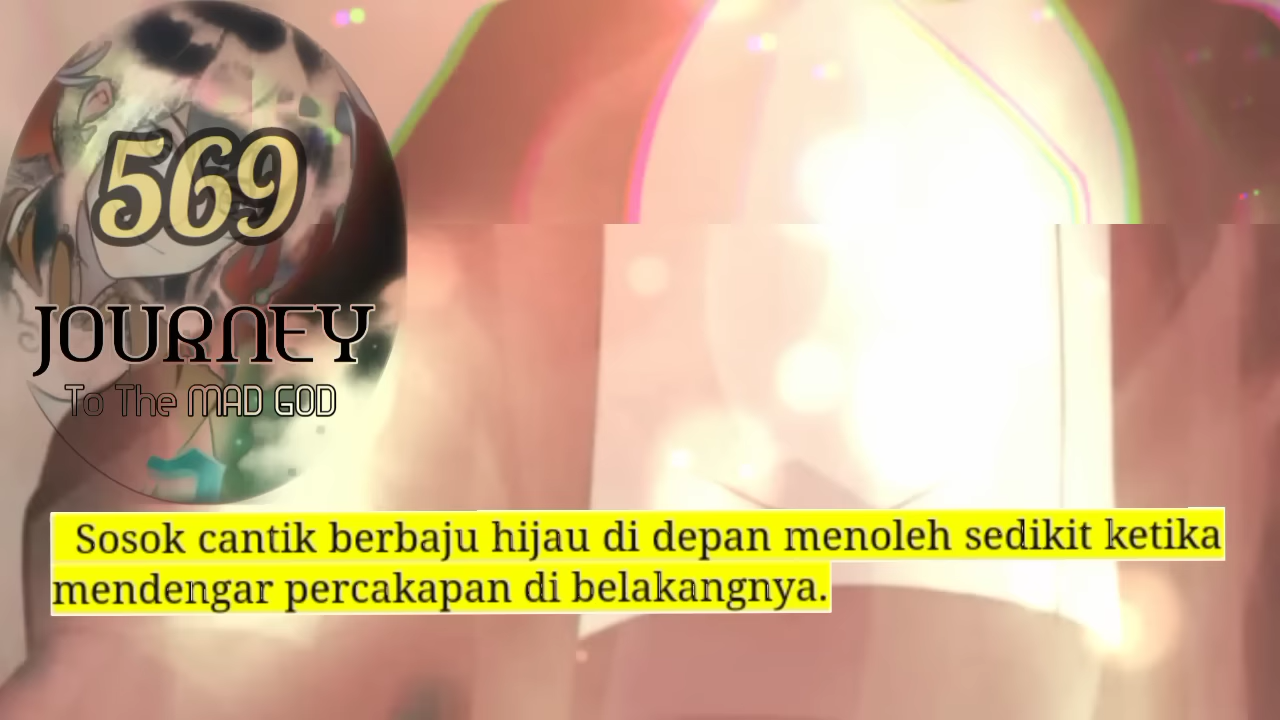 569
JOURNEY
To The MAD GOD
Sosok cantik berbaju hijau di depan menoleh sedikit ketika
mendengar percakapan di belakangnya.